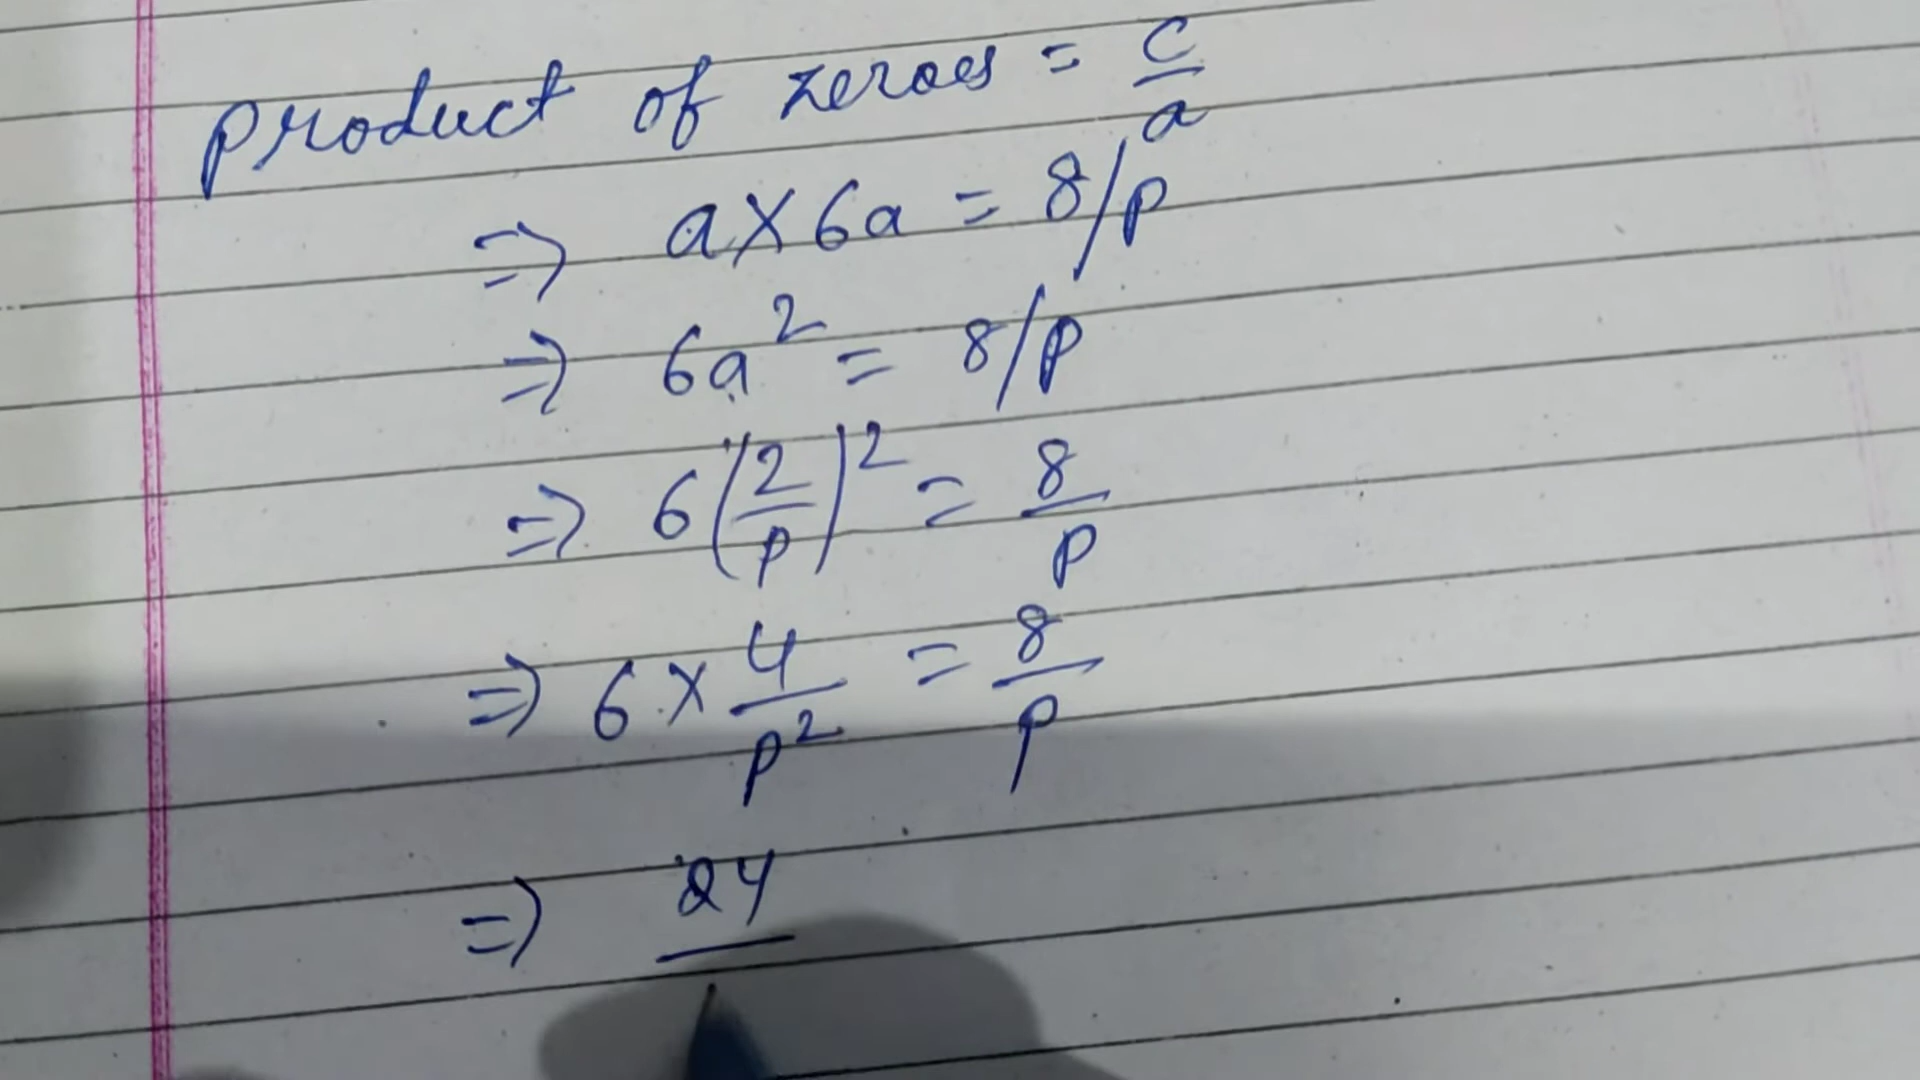 product of zeroes = c/a
⇒ a × 6a = 8/p
⇒ 6a² = 8/p
⇒ 6(2/p)² = 8/p
⇒ 6 × 4/p² = 8/p
⇒ 24